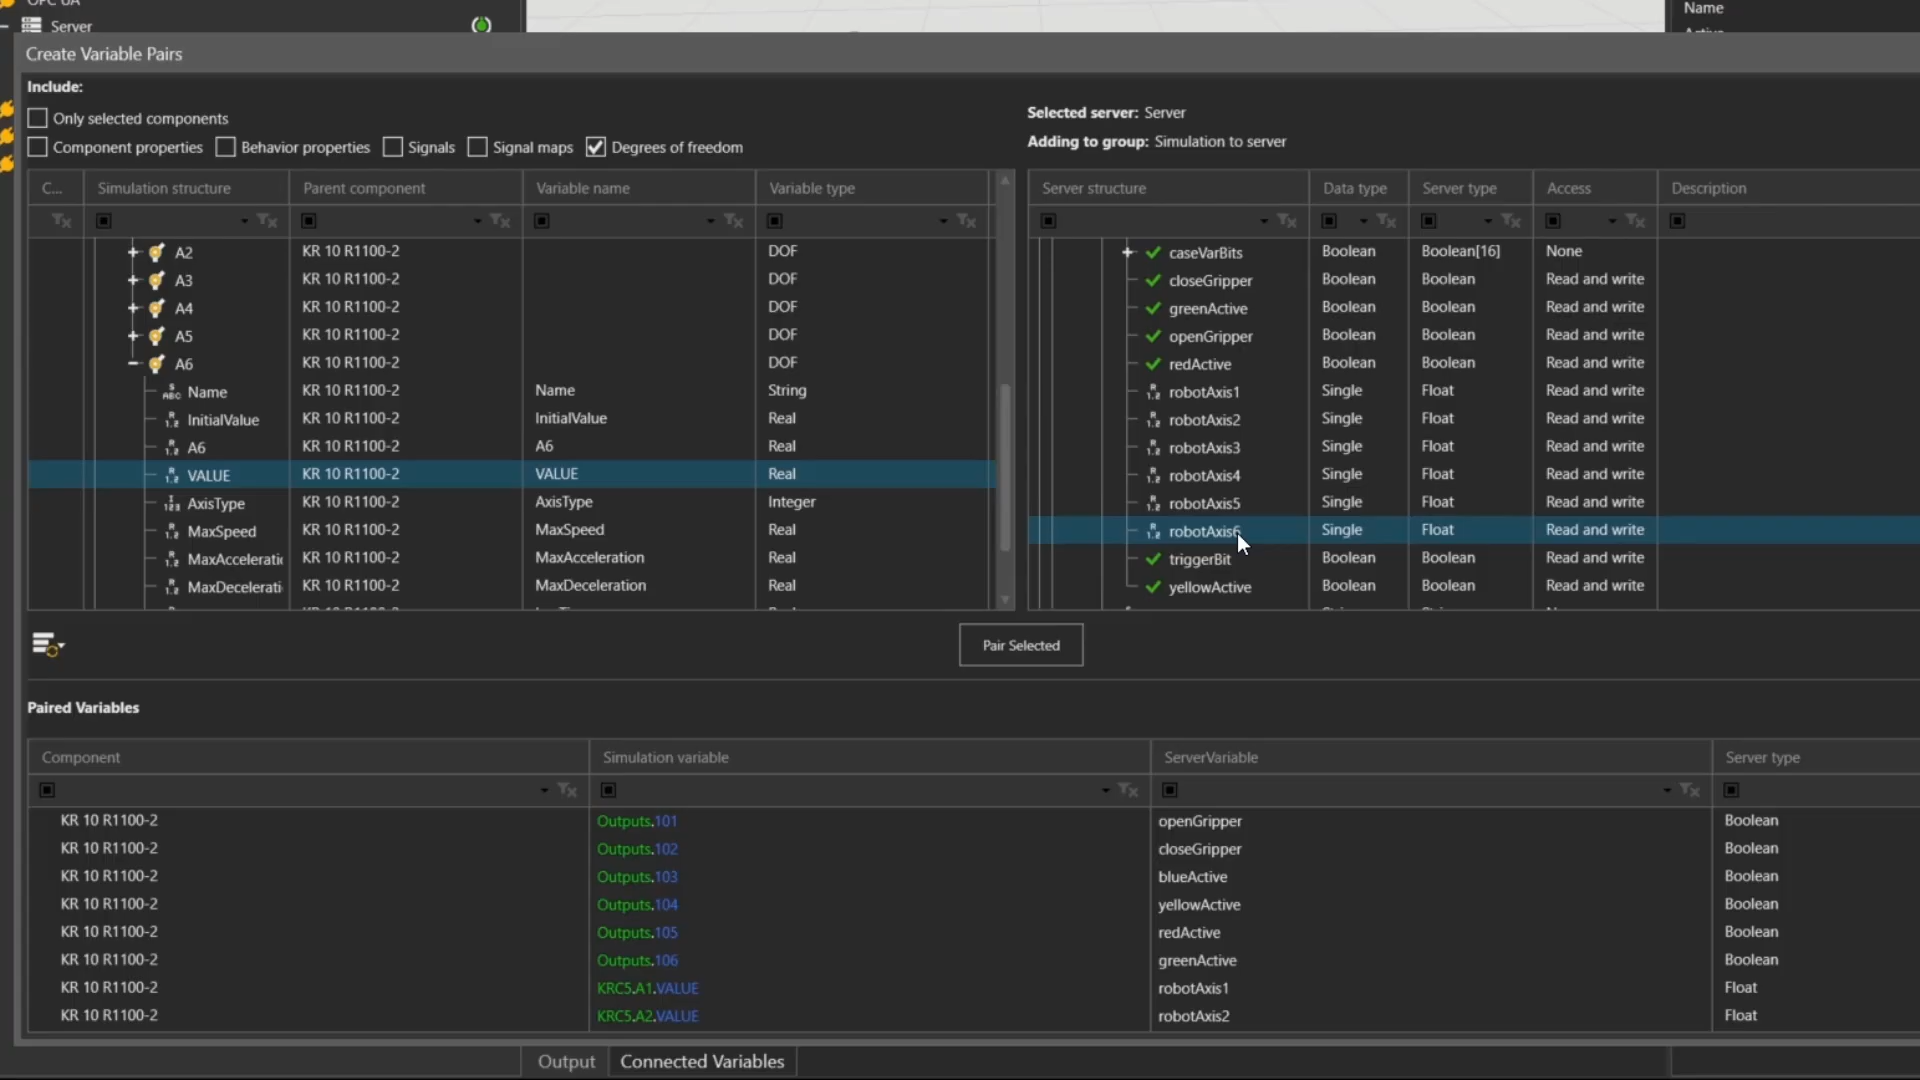 OPC UA
Server
Name
Active
Create Variable Pairs
Include:
Only selected components
Component properties Behavior properties Signals Signal maps Degrees of freedom
Selected server: Server
Adding to group: Simulation to server
C... Simulation structure Parent component Variable name Variable type
A2 KR 10 R1100-2 DOF
A3 KR 10 R1100-2 DOF
A4 KR 10 R1100-2 DOF
A5 KR 10 R1100-2 DOF
A6 KR 10 R1100-2 DOF
Name KR 10 R1100-2 Name String
InitialValue KR 10 R1100-2 InitialValue Real
A6 KR 10 R1100-2 A6 Real
VALUE KR 10 R1100-2 VALUE Real
AxisType KR 10 R1100-2 AxisType Integer
MaxSpeed KR 10 R1100-2 MaxSpeed Real
MaxAccelerati KR 10 R1100-2 MaxAcceleration Real
MaxDecelerati KR 10 R1100-2 MaxDeceleration Real
Server structure Data type Server type Access Description
caseVarBits Boolean Boolean[16] None
closeGripper Boolean Boolean Read and write
greenActive Boolean Boolean Read and write
openGripper Boolean Boolean Read and write
redActive Boolean Boolean Read and write
robotAxis1 Single Float Read and write
robotAxis2 Single Float Read and write
robotAxis3 Single Float Read and write
robotAxis4 Single Float Read and write
robotAxis5 Single Float Read and write
robotAxis6 Single Float Read and write
triggerBit Boolean Boolean Read and write
yellowActive Boolean Boolean Read and write
Pair Selected
Paired Variables
Component Simulation variable ServerVariable Server type
KR 10 R1100-2 Outputs.101 openGripper Boolean
KR 10 R1100-2 Outputs.102 closeGripper Boolean
KR 10 R1100-2 Outputs.103 blueActive Boolean
KR 10 R1100-2 Outputs.104 yellowActive Boolean
KR 10 R1100-2 Outputs.105 redActive Boolean
KR 10 R1100-2 Outputs.106 greenActive Boolean
KR 10 R1100-2 KRC5.A1.VALUE robotAxis1 Float
KR 10 R1100-2 KRC5.A2.VALUE robotAxis2 Float
Output Connected Variables